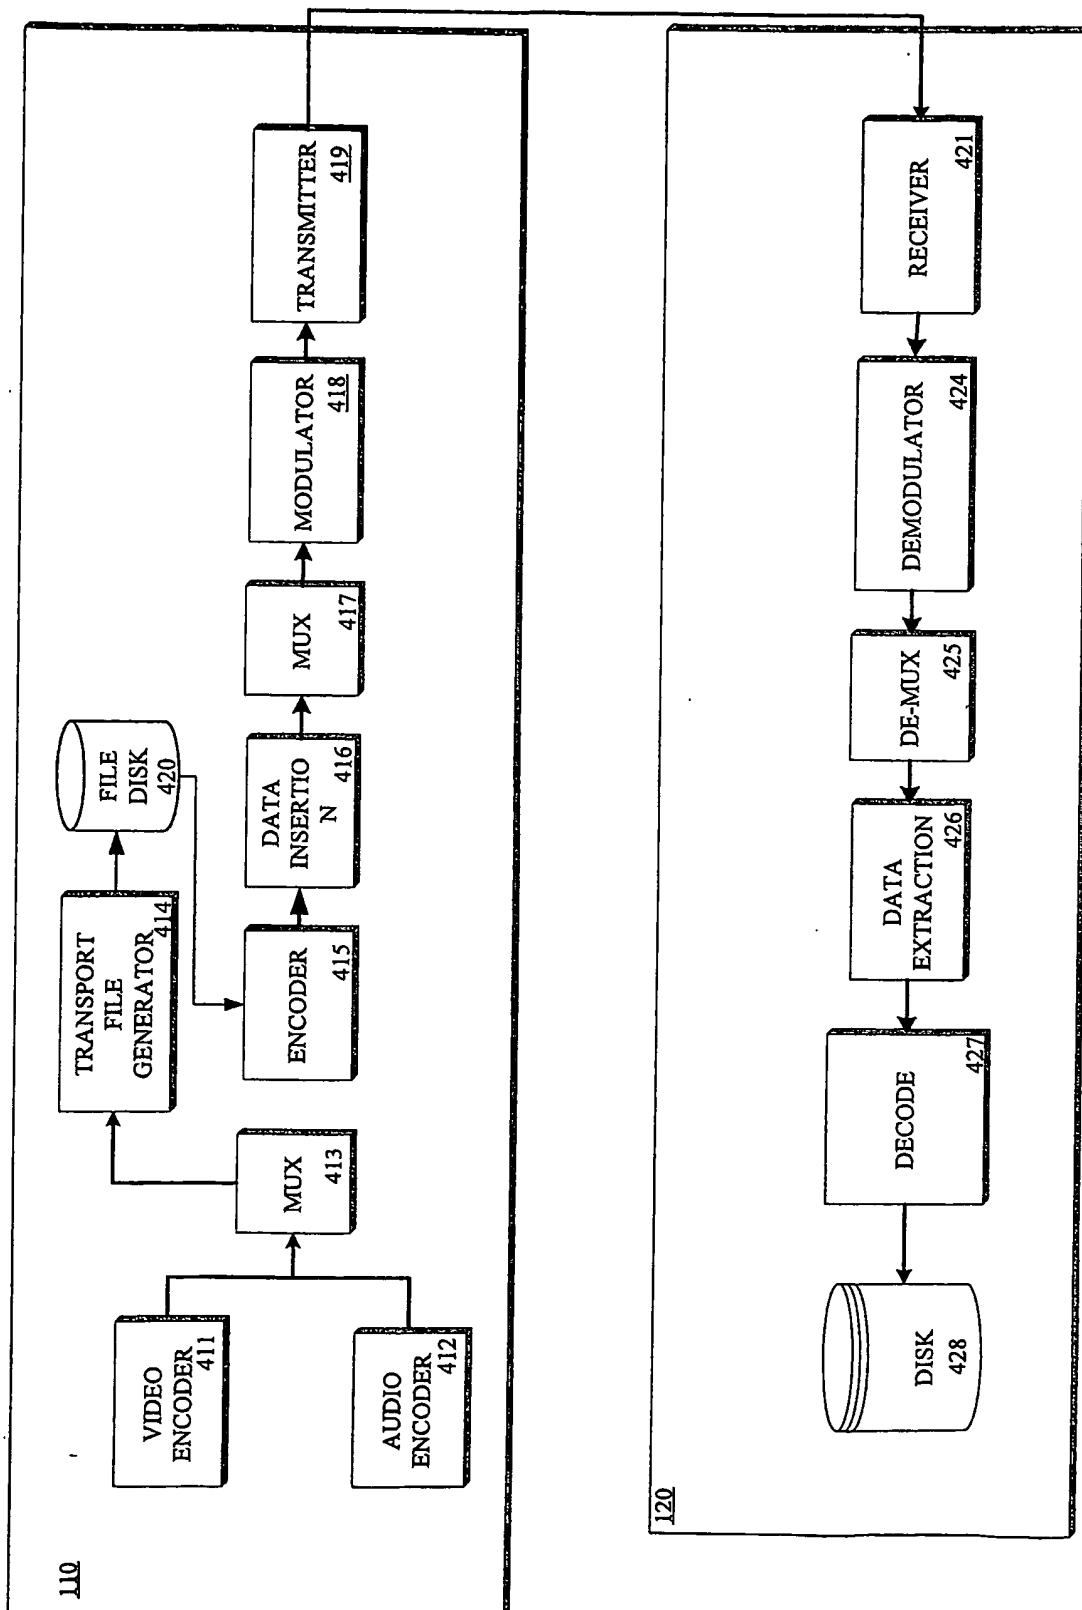 110
VIDEO
ENCODER
411
AUDIO
ENCODER
412
MUX
413
TRANSPORT
FILE
GENERATOR
414
FILE
DISK
420
ENCODER
415
DATA
INSERTIO
N
416
MUX
417
MODULATOR
418
TRANSMITTER
419
120
RECEIVER
421
DEMODULATOR
424
DE-MUX
425
DATA
EXTRACTION
426
DECODE
427
DISK
428